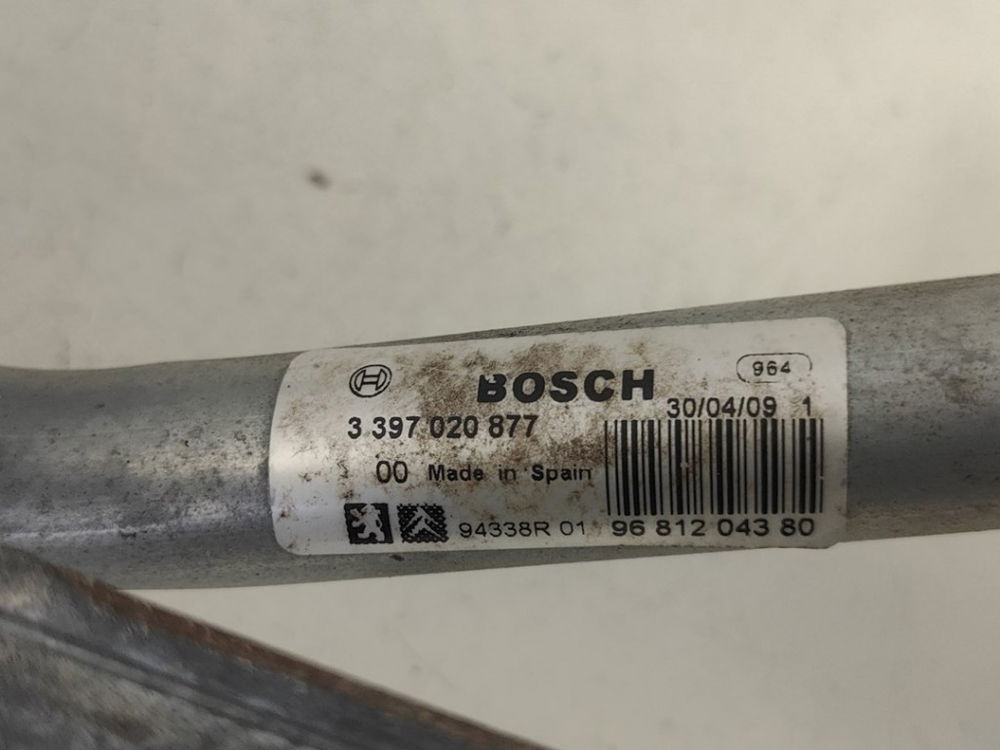 BOSCH 964
3 397 020 877 30/04/09 1
00 Made in Spain
94338R 01 96 812 043 80